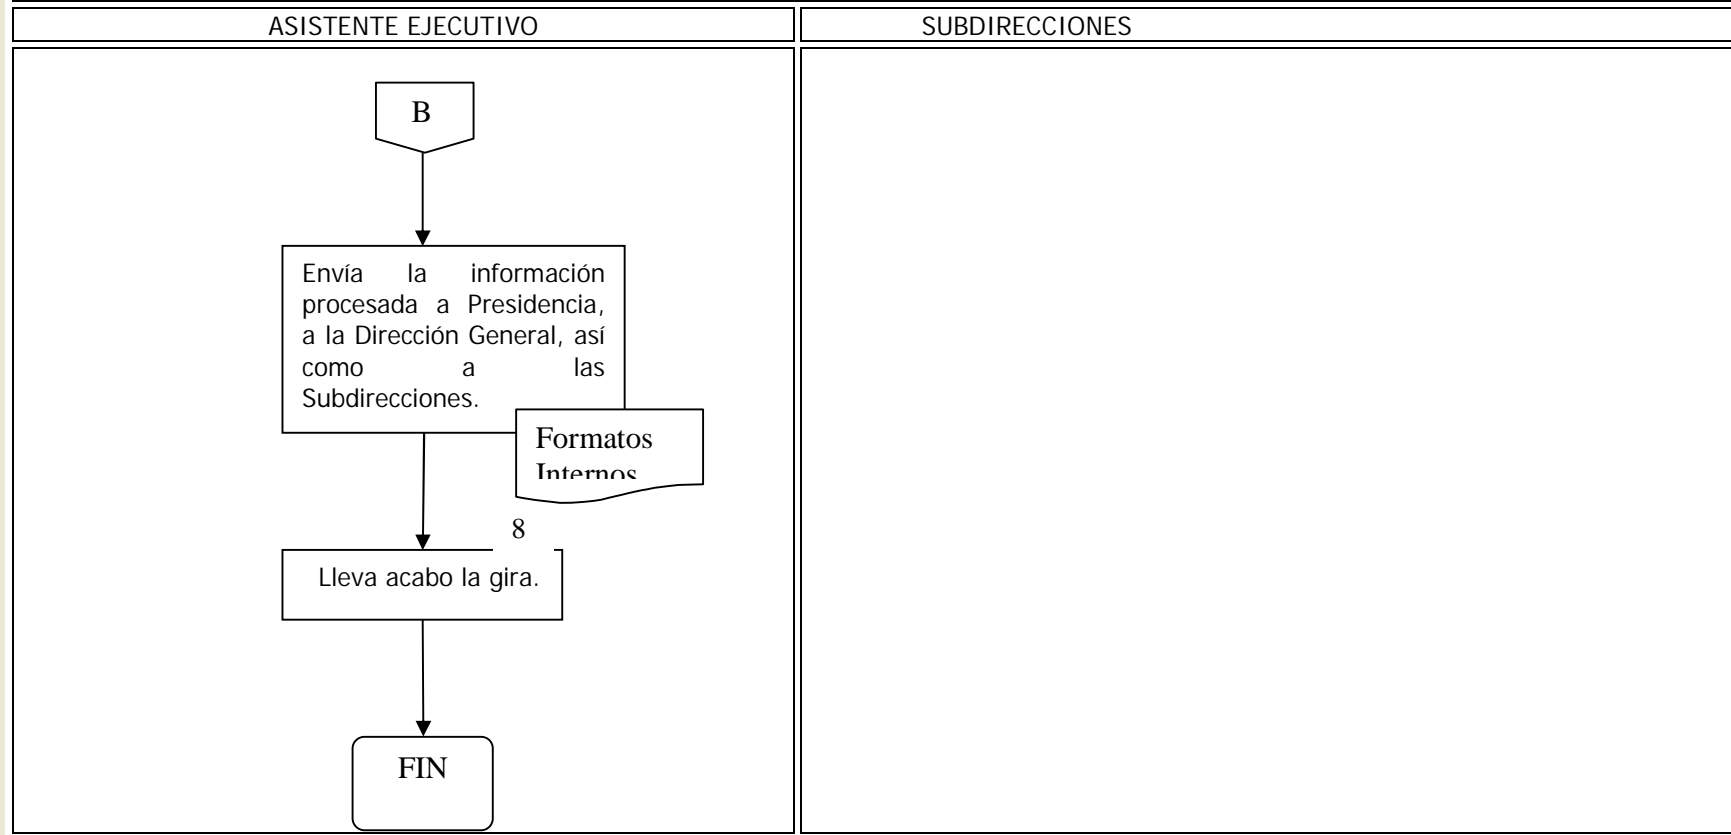 ASISTENTE EJECUTIVO
SUBDIRECCIONES
B
Envía la información
procesada a Presidencia,
a la Dirección General, así
como a las
Subdirecciones.
Formatos
Internos
8
Lleva acabo la gira.
FIN